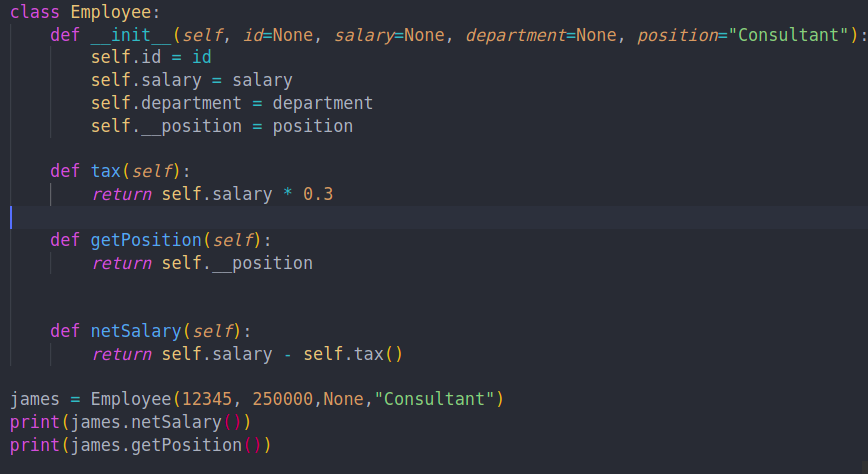 class Employee:
    def __init__(self, id=None, salary=None, department=None, position="Consultant"):
        self.id = id
        self.salary = salary
        self.department = department
        self.__position = position
    def tax(self):
        return self.salary * 0.3
    def getPosition(self):
        return self.__position
    def netSalary(self):
        return self.salary - self.tax()
james = Employee(12345, 250000,None,"Consultant")
print(james.netSalary())
print(james.getPosition())